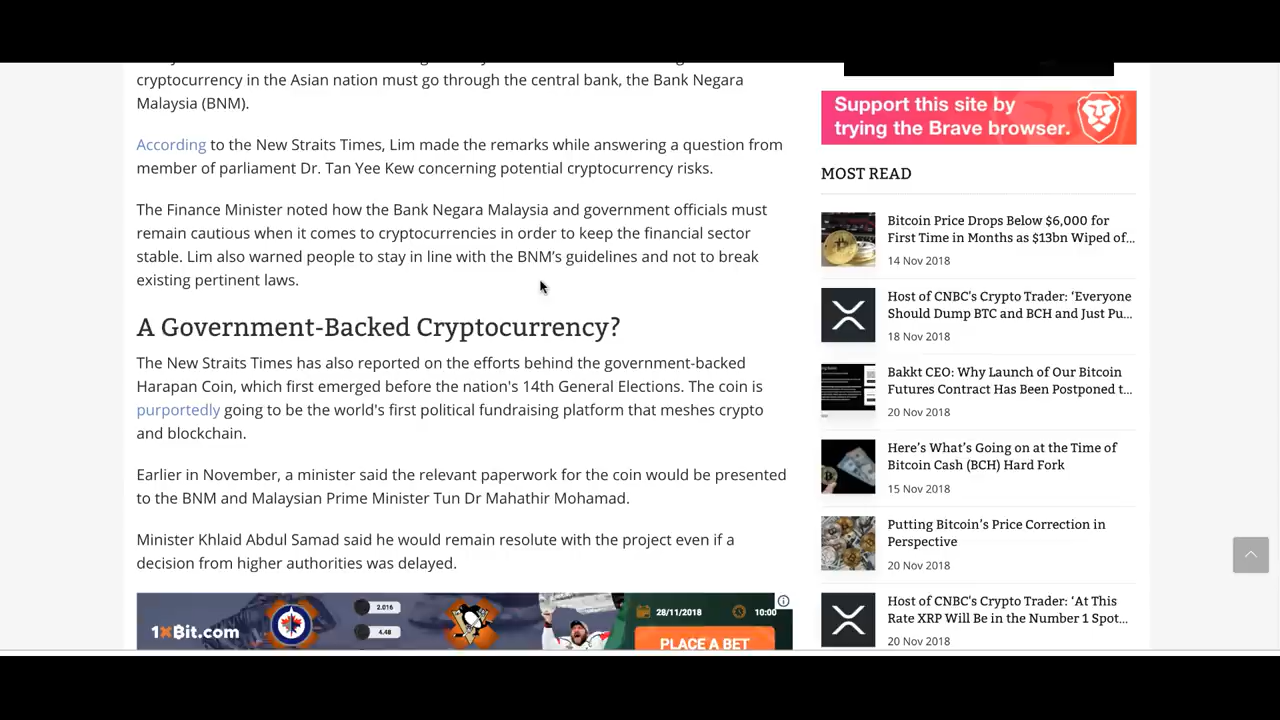 cryptocurrency in the Asian nation must go through the central bank, the Bank Negara
Malaysia (BNM).
According to the New Straits Times, Lim made the remarks while answering a question from
member of parliament Dr. Tan Yee Kew concerning potential cryptocurrency risks.
The Finance Minister noted how the Bank Negara Malaysia and government officials must
remain cautious when it comes to cryptocurrencies in order to keep the financial sector
stable. Lim also warned people to stay in line with the BNM's guidelines and not to break
existing pertinent laws.
A Government-Backed Cryptocurrency?
The New Straits Times has also reported on the efforts behind the government-backed
Harapan Coin, which first emerged before the nation's 14th General Elections. The coin is
purportedly going to be the world's first political fundraising platform that meshes crypto
and blockchain.
Earlier in November, a minister said the relevant paperwork for the coin would be presented
to the BNM and Malaysian Prime Minister Tun Dr Mahathir Mohamad.
Minister Khlaid Abdul Samad said he would remain resolute with the project even if a
decision from higher authorities was delayed.
1XBit.com
2.016
4.48
28/11/2018
10:00
PLACE A BET
Support this site by
trying the Brave browser.
MOST READ
Bitcoin Price Drops Below $6,000 for
First Time in Months as $13bn Wiped of...
14 Nov 2018
Host of CNBC's Crypto Trader: 'Everyone
Should Dump BTC and BCH and Just Pu...
18 Nov 2018
Bakkt CEO: Why Launch of Our Bitcoin
Futures Contract Has Been Postponed t...
20 Nov 2018
Here's What's Going on at the Time of
Bitcoin Cash (BCH) Hard Fork
15 Nov 2018
Putting Bitcoin's Price Correction in
Perspective
20 Nov 2018
Host of CNBC's Crypto Trader: 'At This
Rate XRP Will Be in the Number 1 Spot...
20 Nov 2018